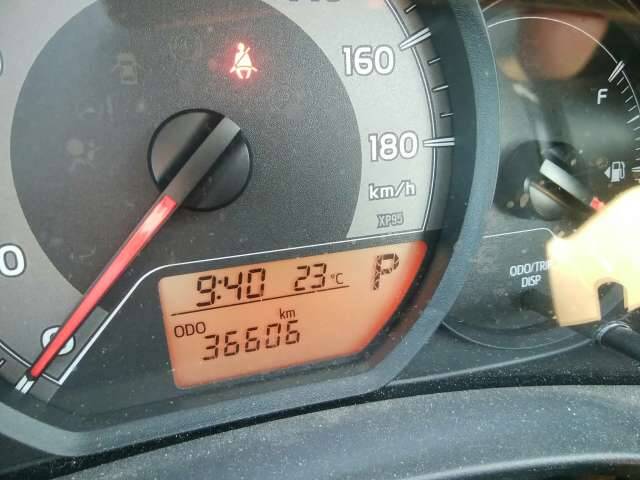 160
180
km/h
XP95
F
ODO/TRIP
DISP
9:40 23°C P
ODO km
36606